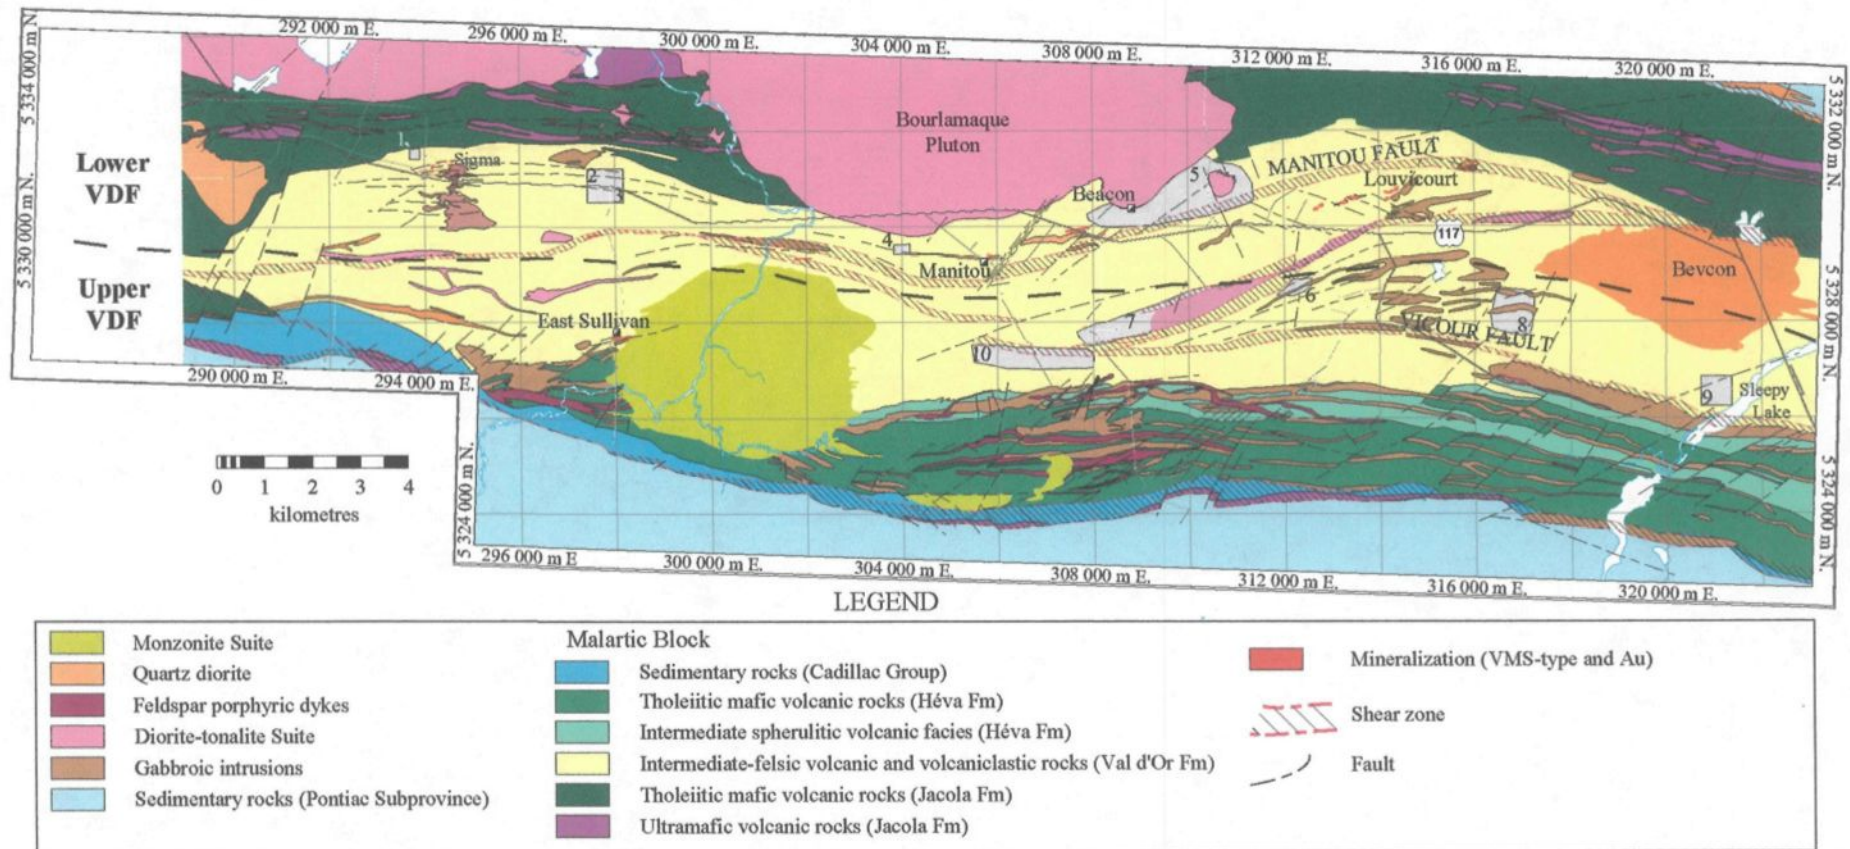 292 000 m E.
296 000 m E.
300 000 m E.
304 000 m E.
308 000 m E.
312 000 m E.
316 000 m E.
320 000 m E.
5 334 000 m N.
5 332 000 m N.
Bourlamaque
Pluton
MANITOU FAULT
1
Sigma
Lower
VDF
2
3
5
Louvicourt
Beacon
5 330 000 m N.
117
4
Manitou
Bevcon
Upper
VDF
6
5 328 000 m N.
East Sullivan
7
8
VICOUR FAULT
10
290 000 m E.
294 000 m E.
9
Sleepy
Lake
0 1 2 3 4
kilometres
5 324 000 m N.
5 324 000 m N.
296 000 m E
300 000 m E.
304 000 m E.
308 000 m E.
312 000 m E.
316 000 m E.
320 000 m E.
LEGEND
Monzonite Suite
Quartz diorite
Feldspar porphyric dykes
Diorite-tonalite Suite
Gabbroic intrusions
Sedimentary rocks (Pontiac Subprovince)
Malartic Block
Sedimentary rocks (Cadillac Group)
Tholeiitic mafic volcanic rocks (Héva Fm)
Intermediate spherulitic volcanic facies (Héva Fm)
Intermediate-felsic volcanic and volcaniclastic rocks (Val d'Or Fm)
Tholeiitic mafic volcanic rocks (Jacola Fm)
Ultramafic volcanic rocks (Jacola Fm)
Mineralization (VMS-type and Au)
Shear zone
Fault